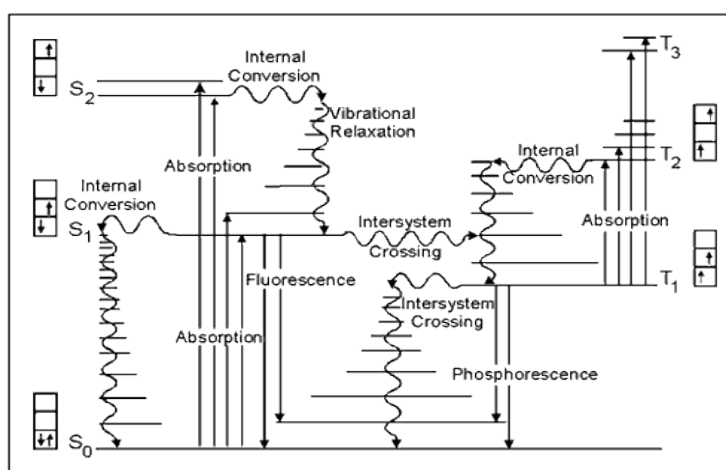 Internal
Conversion
S2
Vibrational
Relaxation
Absorption
T3
T2
Internal
Conversion
Internal
Conversion
S1
Intersystem
Crossing
Absorption
Fluorescence
Absorption
T1
Intersystem
Crossing
Phosphorescence
S0